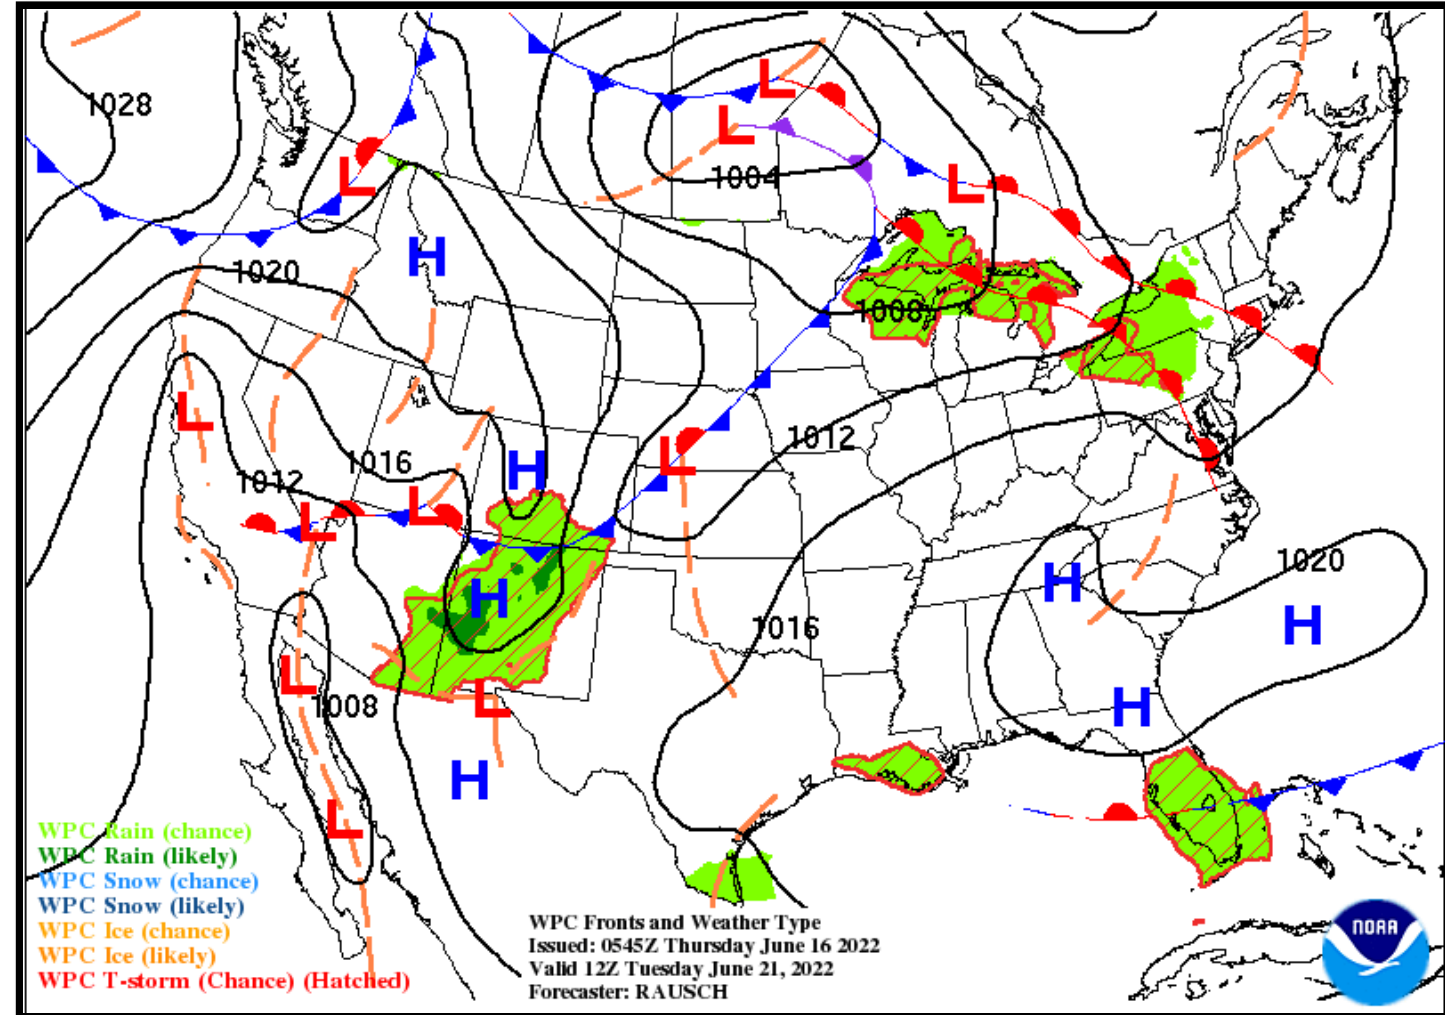 1028
L
L
1004
L
L
H
1020
1008
L
1012
L
1016
H
1012
L
L
1020
H
H
H
1016
L
L
1008
H
H
L
WPC Rain (chance)
WPC Rain (likely)
WPC Snow (chance)
WPC Snow (likely)
WPC Ice (chance)
WPC Ice (likely)
WPC T-storm (Chance) (Hatched)
WPC Fronts and Weather Type
Issued: 0545Z Thursday June 16 2022
Valid 12Z Tuesday June 21, 2022
Forecaster: RAUSCH
NOAA